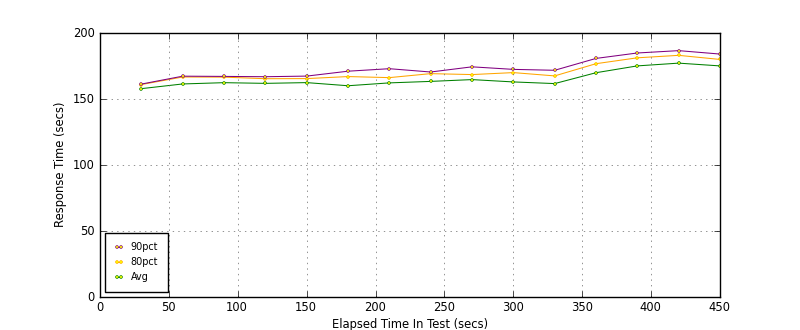 200
150
100
50
0
Response Time (secs)
90pct
80pct
Avg
0 50 100 150 200 250 300 350 400 450
Elapsed Time In Test (secs)